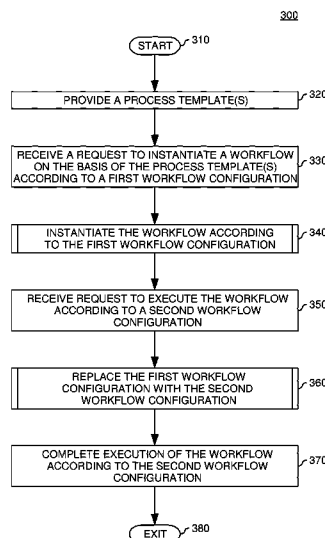 300
START
310
PROVIDE A PROCESS TEMPLATE(S)
320
RECEIVE A REQUEST TO INSTANTIATE A WORKFLOW
ON THE BASIS OF THE PROCESS TEMPLATE(S)
ACCORDING TO A FIRST WORKFLOW CONFIGURATION
330
INSTANTIATE THE WORKFLOW ACCORDING
TO THE FIRST WORKFLOW CONFIGURATION
340
RECEIVE REQUEST TO EXECUTE THE WORKFLOW
ACCORDING TO A SECOND WORKFLOW
CONFIGURATION
350
REPLACE THE FIRST WORKFLOW
CONFIGURATION WITH THE SECOND
WORKFLOW CONFIGURATION
360
COMPLETE EXECUTION OF THE WORKFLOW
ACCORDING TO THE SECOND WORKFLOW
CONFIGURATION
370
EXIT
380